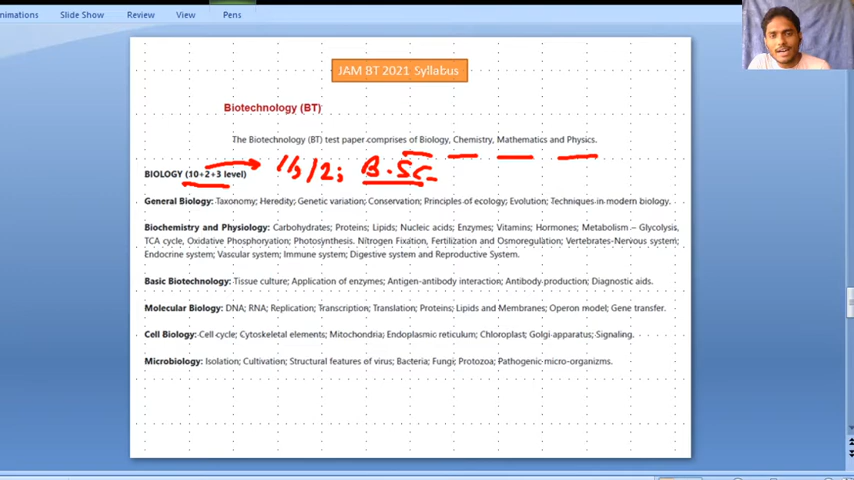 nimations Slide Show Review View Pens
JAM BT 2021 Syllabus
Biotechnology (BT)
The Biotechnology (BT) test paper comprises of Biology, Chemistry, Mathematics and Physics.
BIOLOGY (10+2+3 level) 11/12; B.SC
General Biology: Taxonomy; Heredity; Genetic variation; Conservation; Principles of ecology; Evolution; Techniques in modern biology.
Biochemistry and Physiology: Carbohydrates; Proteins; Lipids; Nucleic acids; Enzymes; Vitamins; Hormones; Metabolism – Glycolysis,
TCA cycle, Oxidative Phosphoryation; Photosynthesis. Nitrogen Fixation, Fertilization and Osmoregulation; Vertebrates-Nervous system;
Endocrine system; Vascular system; Immune system; Digestive system and Reproductive System.
Basic Biotechnology: Tissue culture; Application of enzymes; Antigen-antibody interaction; Antibody production; Diagnostic aids.
Molecular Biology: DNA; RNA; Replication; Transcription; Translation; Proteins; Lipids and Membranes; Operon model; Gene transfer.
Cell Biology: Cell cycle; Cytoskeletal elements; Mitochondria; Endoplasmic reticulum; Chloroplast; Golgi apparatus; Signaling.
Microbiology: Isolation; Cultivation; Structural features of virus; Bacteria; Fungi; Protozoa; Pathogenic micro-organisms.